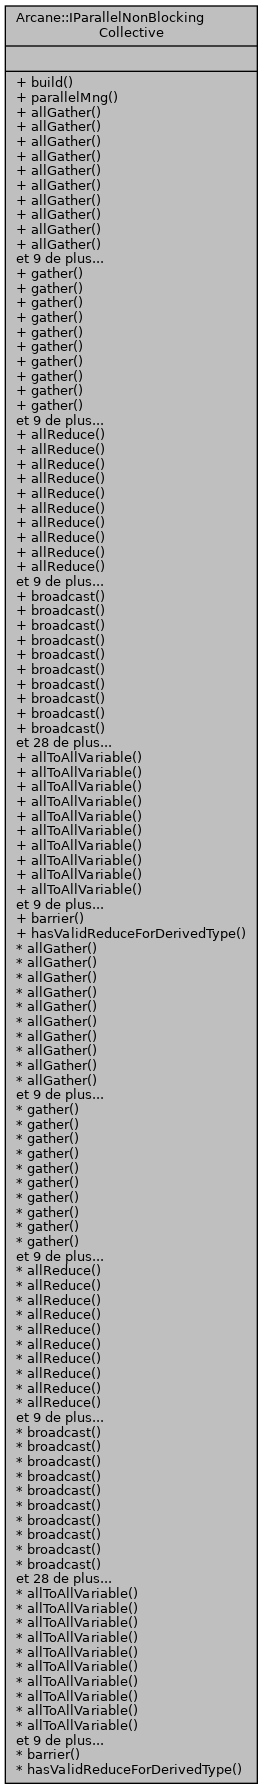 Arcane::IParallelNonBlocking
Collective
+ build()
+ parallelMng()
+ allGather()
+ allGather()
+ allGather()
+ allGather()
+ allGather()
+ allGather()
+ allGather()
+ allGather()
+ allGather()
+ allGather()
et 9 de plus...
+ gather()
+ gather()
+ gather()
+ gather()
+ gather()
+ gather()
+ gather()
+ gather()
+ gather()
+ gather()
et 9 de plus...
+ allReduce()
+ allReduce()
+ allReduce()
+ allReduce()
+ allReduce()
+ allReduce()
+ allReduce()
+ allReduce()
+ allReduce()
+ allReduce()
et 9 de plus...
+ broadcast()
+ broadcast()
+ broadcast()
+ broadcast()
+ broadcast()
+ broadcast()
+ broadcast()
+ broadcast()
+ broadcast()
+ broadcast()
et 28 de plus...
+ allToAllVariable()
+ allToAllVariable()
+ allToAllVariable()
+ allToAllVariable()
+ allToAllVariable()
+ allToAllVariable()
+ allToAllVariable()
+ allToAllVariable()
+ allToAllVariable()
+ allToAllVariable()
et 9 de plus...
+ barrier()
+ hasValidReduceForDerivedType()
* allGather()
* allGather()
* allGather()
* allGather()
* allGather()
* allGather()
* allGather()
* allGather()
* allGather()
* allGather()
et 9 de plus...
* gather()
* gather()
* gather()
* gather()
* gather()
* gather()
* gather()
* gather()
* gather()
* gather()
et 9 de plus...
* allReduce()
* allReduce()
* allReduce()
* allReduce()
* allReduce()
* allReduce()
* allReduce()
* allReduce()
* allReduce()
* allReduce()
et 9 de plus...
* broadcast()
* broadcast()
* broadcast()
* broadcast()
* broadcast()
* broadcast()
* broadcast()
* broadcast()
* broadcast()
* broadcast()
et 28 de plus...
* allToAllVariable()
* allToAllVariable()
* allToAllVariable()
* allToAllVariable()
* allToAllVariable()
* allToAllVariable()
* allToAllVariable()
* allToAllVariable()
* allToAllVariable()
* allToAllVariable()
et 9 de plus...
* barrier()
* hasValidReduceForDerivedType()